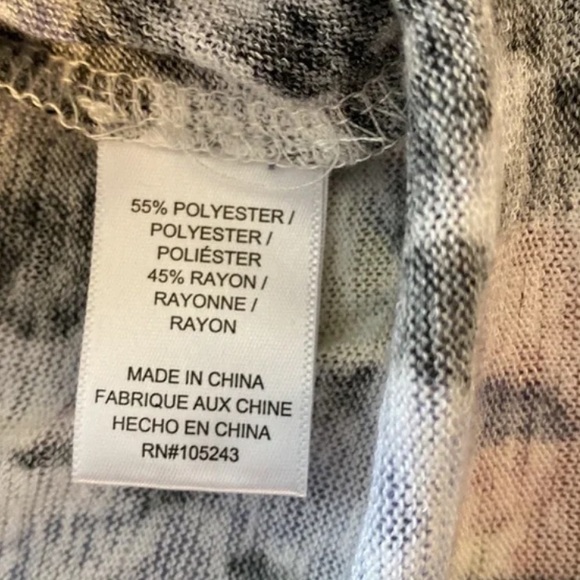 55% POLYESTER /
POLYESTER /
POLIÉSTER
45% RAYON /
RAYONNE /
RAYON
MADE IN CHINA
FABRIQUE AUX CHINE
HECHO EN CHINA
RN#105243